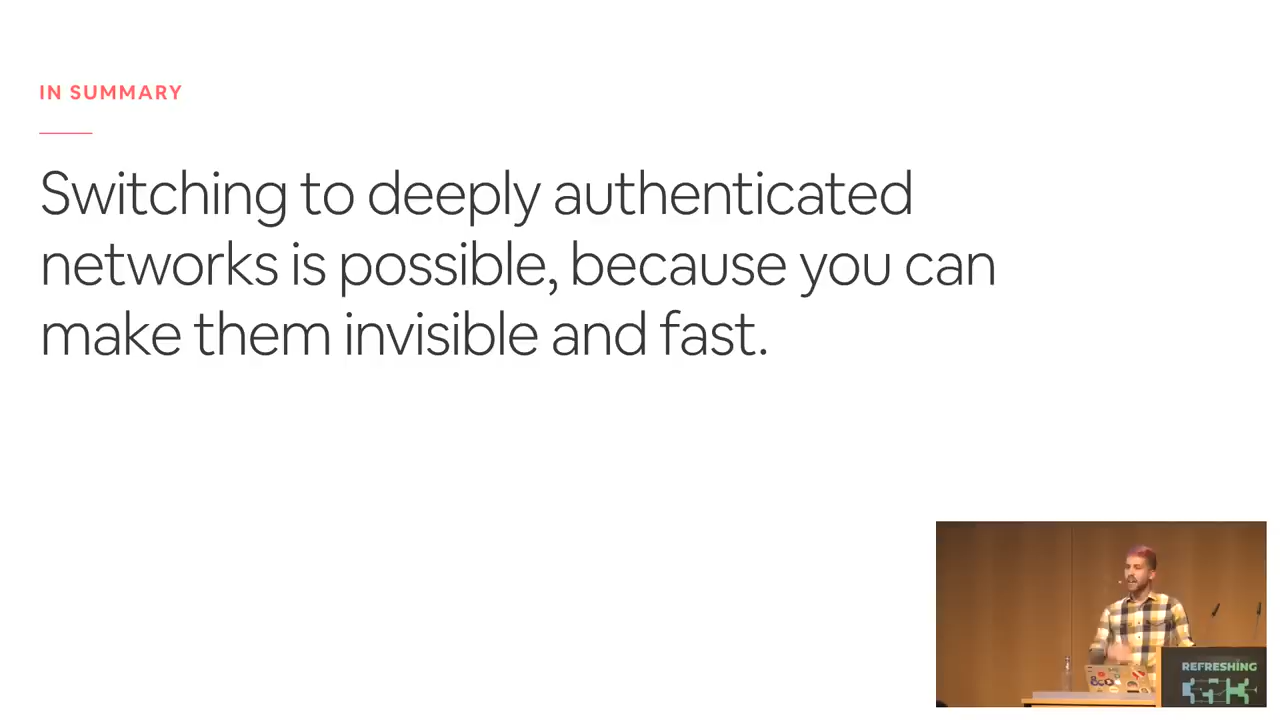 IN SUMMARY
Switching to deeply authenticated
networks is possible, because you can
make them invisible and fast.
REFRESHING